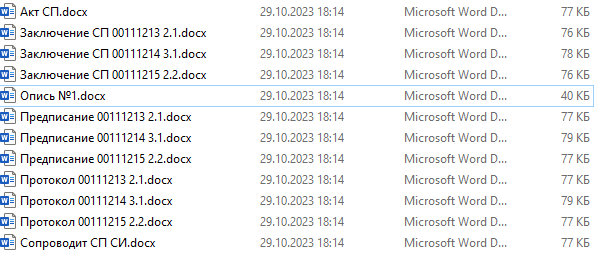 Акт СП.docx 29.10.2023 18:14 Microsoft Word D... 77 КБ
Заключение СП 00111213 2.1.docx 29.10.2023 18:14 Microsoft Word D... 76 КБ
Заключение СП 00111214 3.1.docx 29.10.2023 18:14 Microsoft Word D... 78 КБ
Заключение СП 00111215 2.2.docx 29.10.2023 18:14 Microsoft Word D... 76 КБ
Опись №1.docx 29.10.2023 18:14 Microsoft Word D... 40 КБ
Предписание 00111213 2.1.docx 29.10.2023 18:14 Microsoft Word D... 77 КБ
Предписание 00111214 3.1.docx 29.10.2023 18:14 Microsoft Word D... 79 КБ
Предписание 00111215 2.2.docx 29.10.2023 18:14 Microsoft Word D... 77 КБ
Протокол 00111213 2.1.docx 29.10.2023 18:14 Microsoft Word D... 77 КБ
Протокол 00111214 3.1.docx 29.10.2023 18:14 Microsoft Word D... 79 КБ
Протокол 00111215 2.2.docx 29.10.2023 18:14 Microsoft Word D... 77 КБ
Сопроводит СП СИ.docx 29.10.2023 18:14 Microsoft Word D... 77 КБ